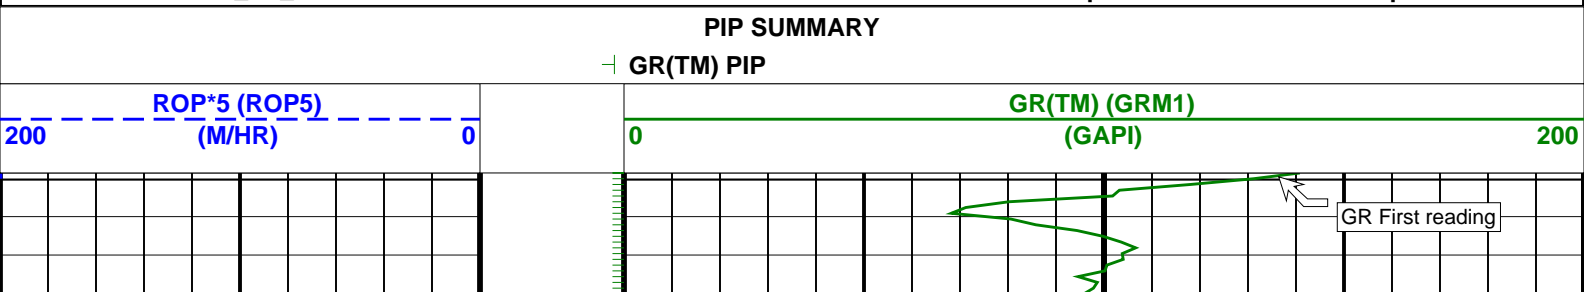 PIP SUMMARY
GR(TM) PIP
ROP*5 (ROP5)
GR(TM) (GRM1)
200 (M/HR) 0
0 (GAPI) 200
GR First reading